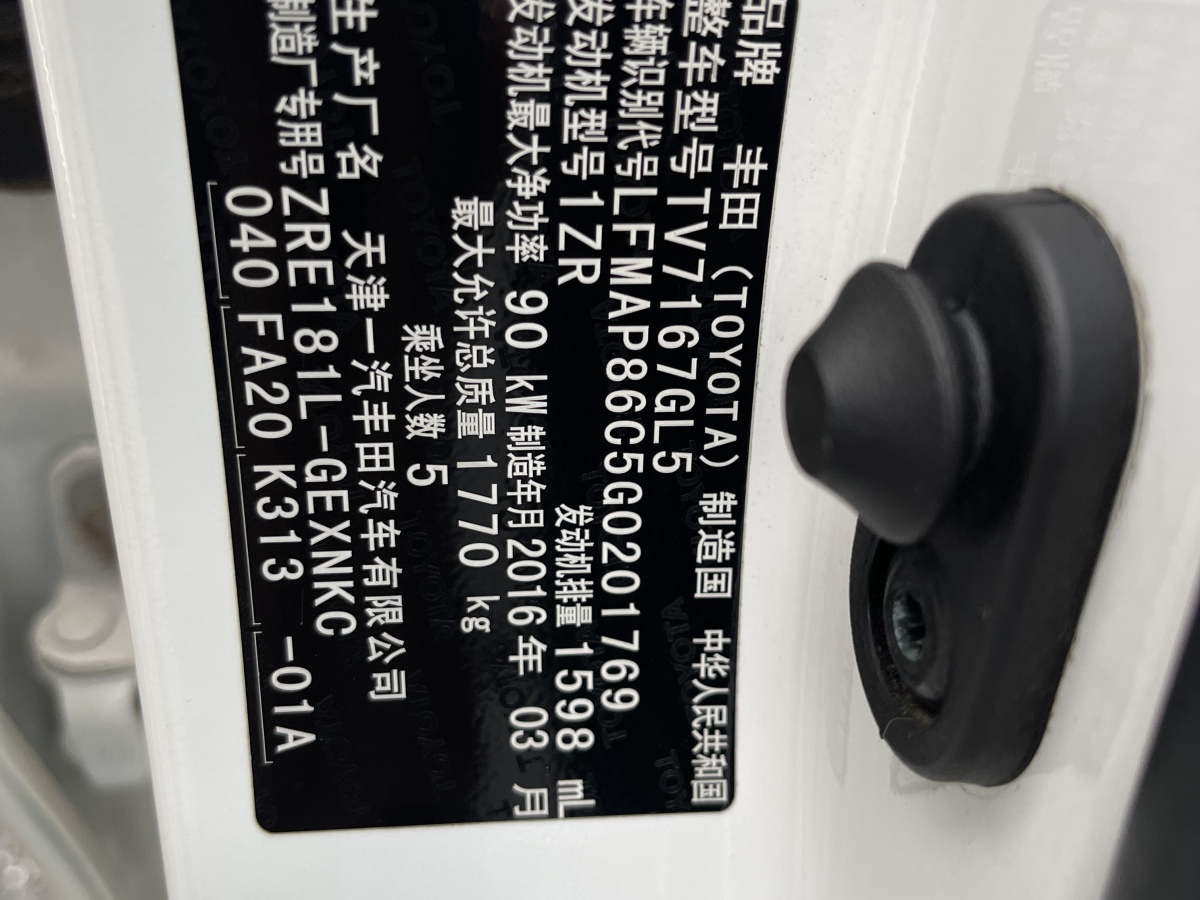 品牌 丰田 (TOYOTA) 制造国 中华人民共和国
整车型号 TV7167GL5
车辆识别代号 LFMAP86C5G0201769
发动机型号 1ZR 发动机排量 1598 mL
发动机最大净功率 90 kW 制造年月 2016年 03月
最大允许总质量 1770 kg
乘坐人数 5
生产厂名 天津一汽丰田汽车有限公司
制造厂专用号 ZRE181L-GEXNKC
040 FA20 K313 -01A